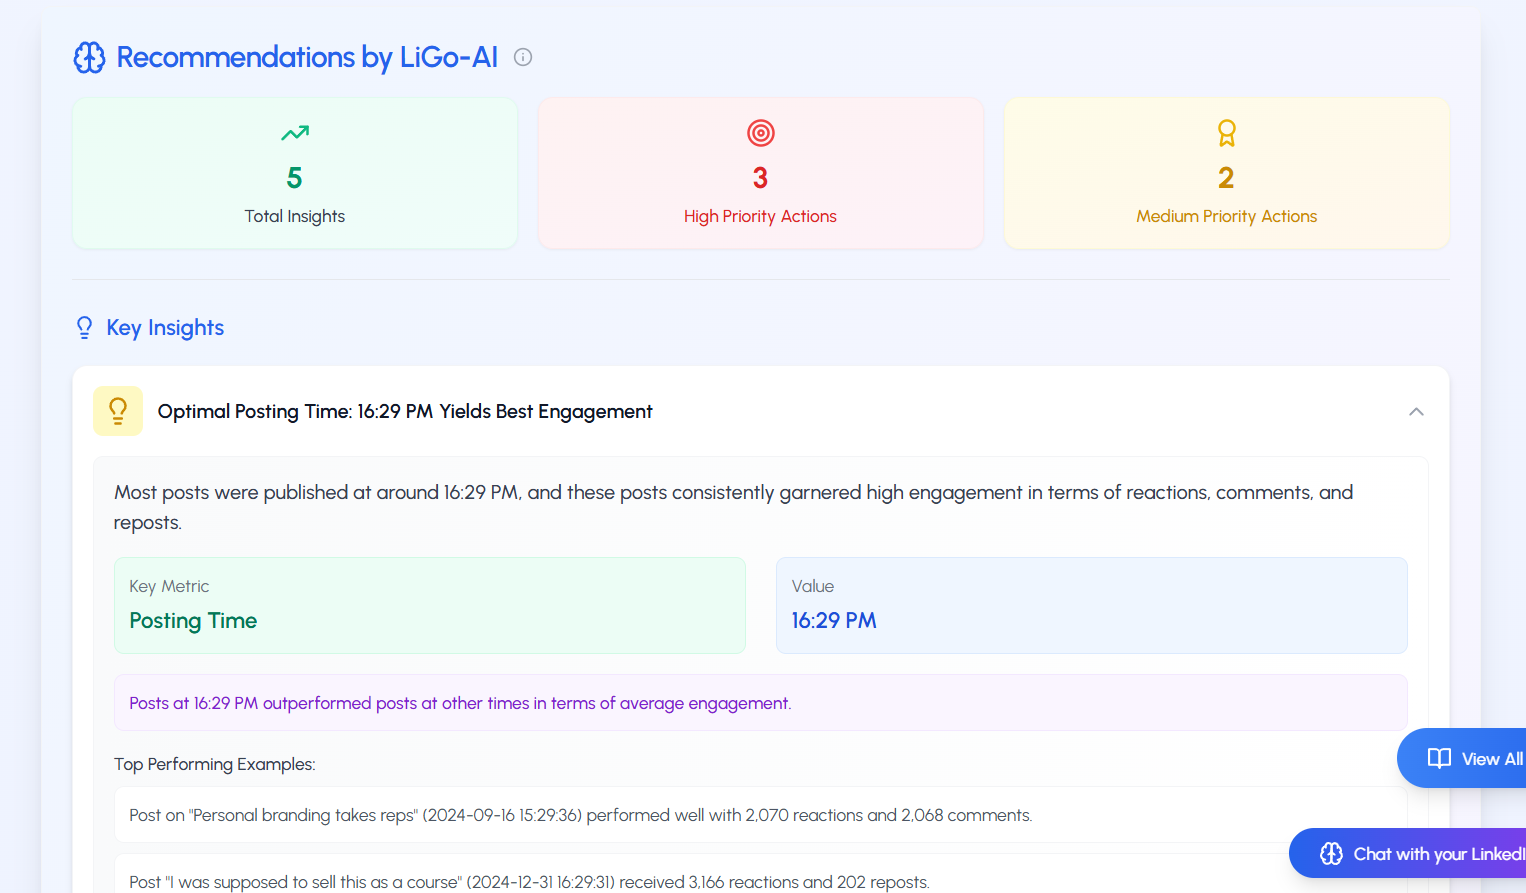 Recommendations by LiGo-AI
5
Total Insights
3
High Priority Actions
2
Medium Priority Actions
Key Insights
Optimal Posting Time: 16:29 PM Yields Best Engagement
Most posts were published at around 16:29 PM, and these posts consistently garnered high engagement in terms of reactions, comments, and
reposts.
Key Metric
Posting Time
Value
16:29 PM
Posts at 16:29 PM outperformed posts at other times in terms of average engagement.
Top Performing Examples:
View All
Post on "Personal branding takes reps" (2024-09-16 15:29:36) performed well with 2,070 reactions and 2,068 comments.
Chat with your LinkedI
Post "I was supposed to sell this as a course" (2024-12-31 16:29:31) received 3,166 reactions and 202 reposts.